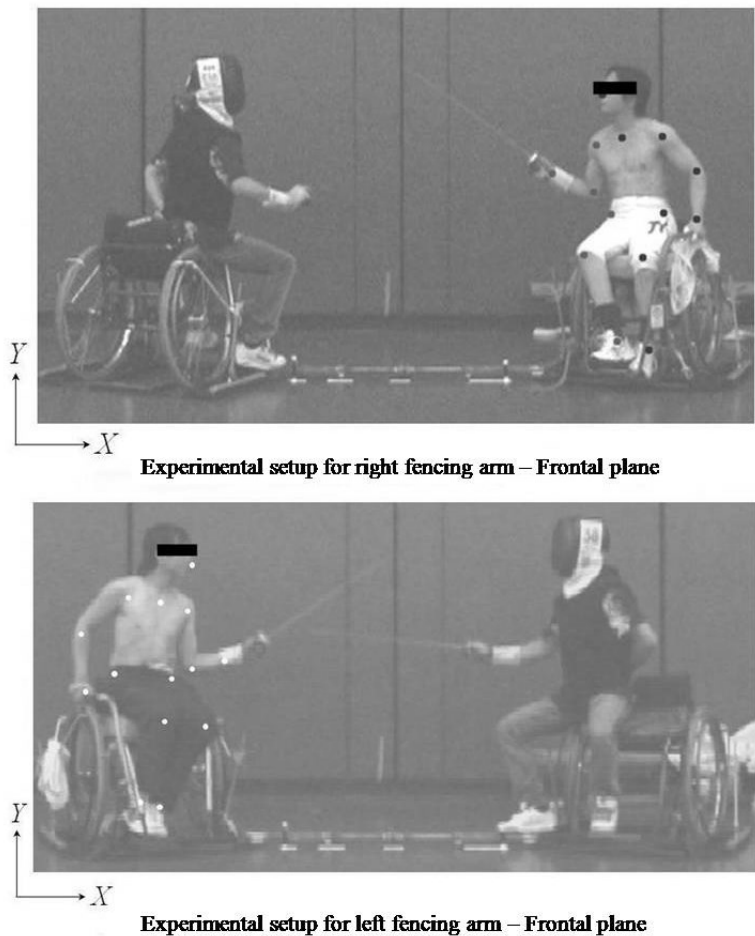 Y
X
Experimental setup for right fencing arm – Frontal plane
Y
X
Experimental setup for left fencing arm – Frontal plane